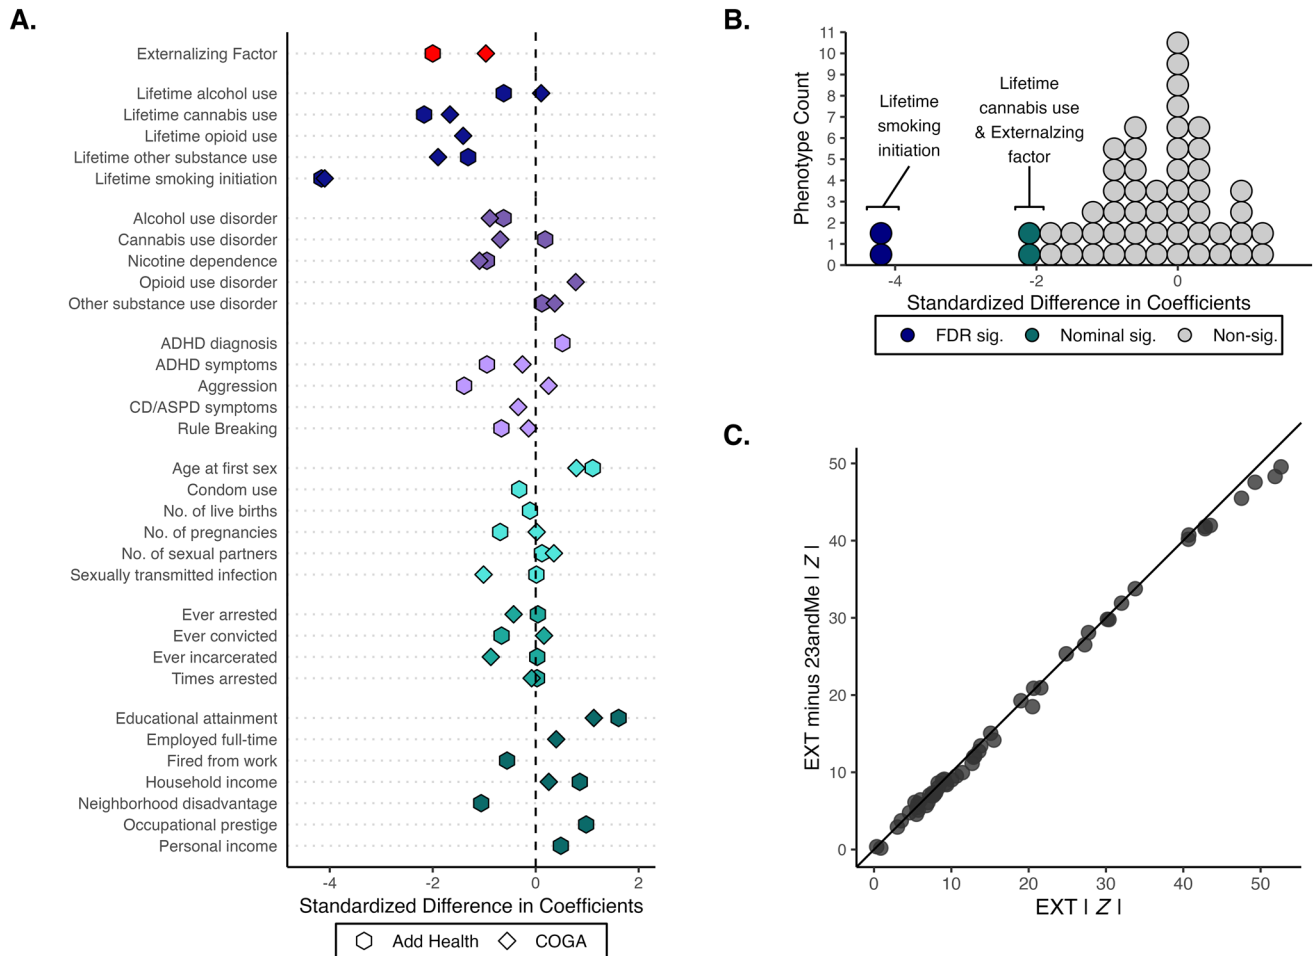 A.
Externalizing Factor
Lifetime alcohol use
Lifetime cannabis use
Lifetime opioid use
Lifetime other substance use
Lifetime smoking initiation
Alcohol use disorder
Cannabis use disorder
Nicotine dependence
Opioid use disorder
Other substance use disorder
ADHD diagnosis
ADHD symptoms
Aggression
CD/ASPD symptoms
Rule Breaking
Age at first sex
Condom use
No. of live births
No. of pregnancies
No. of sexual partners
Sexually transmitted infection
Ever arrested
Ever convicted
Ever incarcerated
Times arrested
Educational attainment
Employed full-time
Fired from work
Household income
Neighborhood disadvantage
Occupational prestige
Personal income
-4 -2 0 2
Standardized Difference in Coefficients
Add Health COGA
B.
Phenotype Count
11
10
9
8
7
6
5
4
3
2
1
0
Lifetime
smoking
initiation
Lifetime
cannabis use
& Externalzing
factor
-4 -2 0
Standardized Difference in Coefficients
FDR sig. Nominal sig. Non-sig.
C.
EXT minus 23andMe | Z |
50
40
30
20
10
0
0 10 20 30 40 50
EXT | Z |